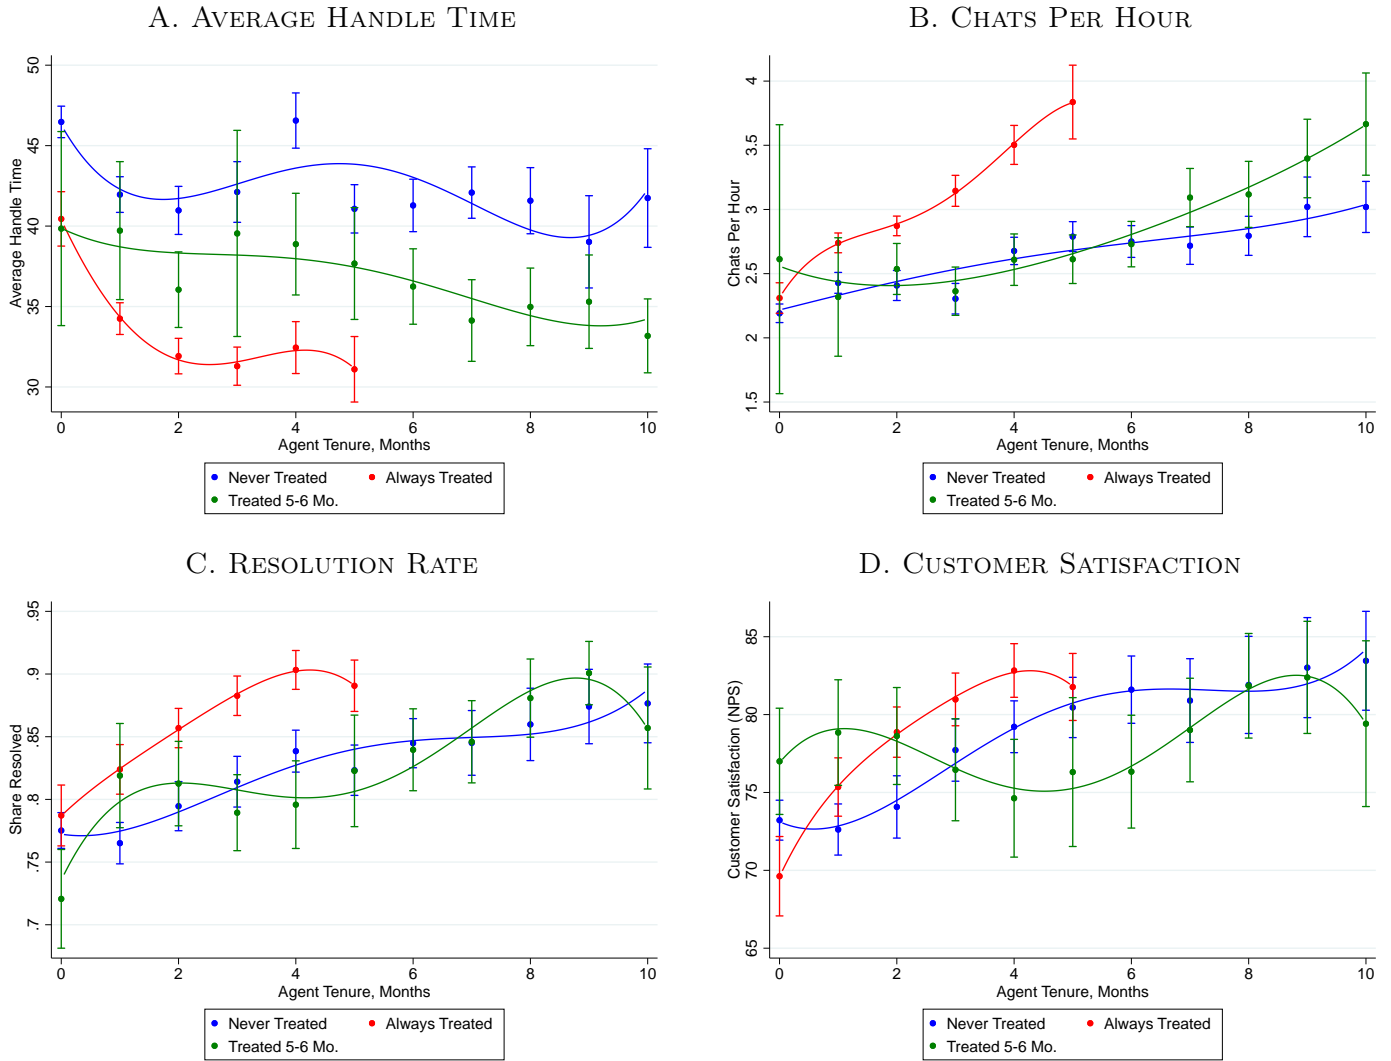 A. AVERAGE HANDLE TIME
50
45
40
35
30
Average Handle Time
0 2 4 6 8 10
Agent Tenure, Months
Never Treated Always Treated
Treated 5-6 Mo.
B. CHATS PER HOUR
4
3.5
3
2.5
2
1.5
Chats Per Hour
0 2 4 6 8 10
Agent Tenure, Months
Never Treated Always Treated
Treated 5-6 Mo.
C. RESOLUTION RATE
.95
.9
.85
.8
.75
.7
Share Resolved
0 2 4 6 8 10
Agent Tenure, Months
Never Treated Always Treated
Treated 5-6 Mo.
D. CUSTOMER SATISFACTION
85
80
75
70
65
Customer Satisfaction (NPS)
0 2 4 6 8 10
Agent Tenure, Months
Never Treated Always Treated
Treated 5-6 Mo.